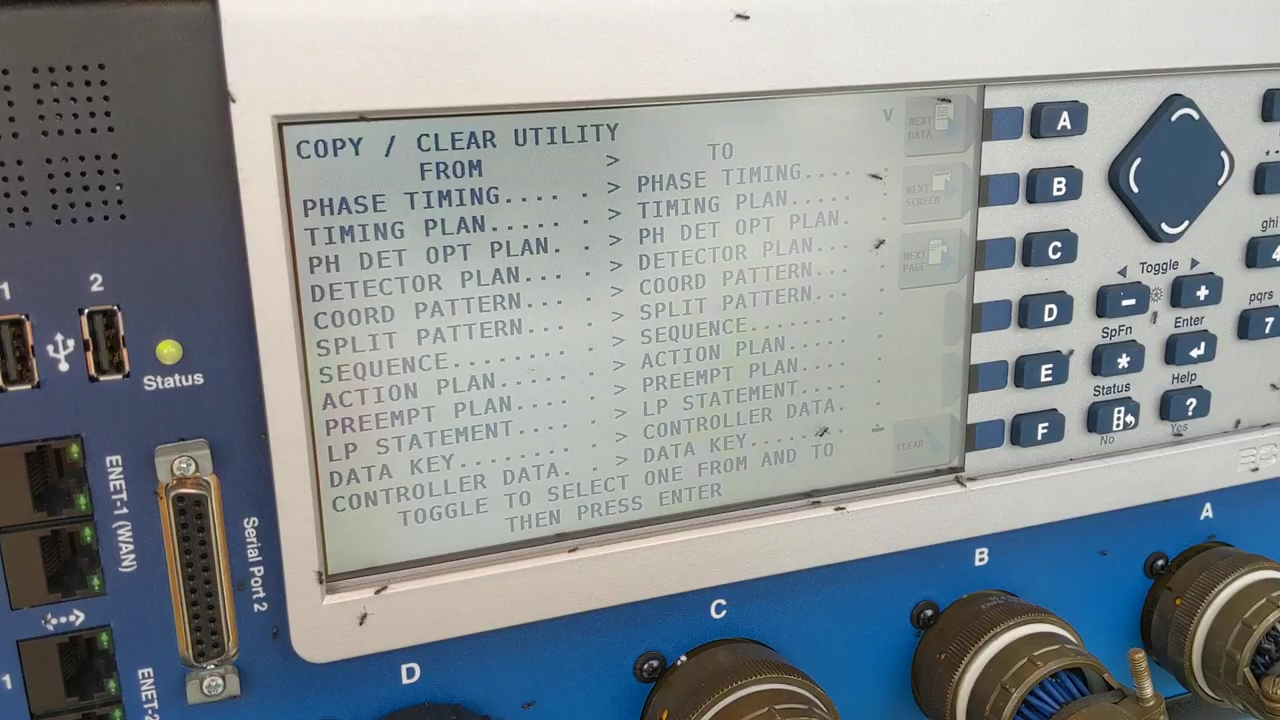 COPY / CLEAR UTILITY V
FROM > TO
PHASE TIMING.... . > PHASE TIMING.... .
TIMING PLAN..... . > TIMING PLAN..... .
PH DET OPT PLAN. . > PH DET OPT PLAN. .
DETECTOR PLAN... . > DETECTOR PLAN... .
COORD PATTERN... . > COORD PATTERN... .
SPLIT PATTERN... . > SPLIT PATTERN... .
SEQUENCE........ . > SEQUENCE........ .
ACTION PLAN..... . > ACTION PLAN..... .
PREEMPT PLAN.... . > PREEMPT PLAN.... .
LP STATEMENT.... . > LP STATEMENT.... .
DATA KEY........ . > CONTROLLER DATA. .
CONTROLLER DATA. . > DATA KEY........ .
TOGGLE TO SELECT ONE FROM AND TO
THEN PRESS ENTER
NEXT
DATA
NEXT
SCREEN
NEXT
PAGE
CLEAR
A
B
C
D
E
F
Toggle
-
+
SpFn
Enter
*
Status
Help
?
No
Yes
ghi
4
pqrs
7
1
2
Status
ENET-1 (WAN)
Serial Port 2
1
ENET-2
D
C
B
A